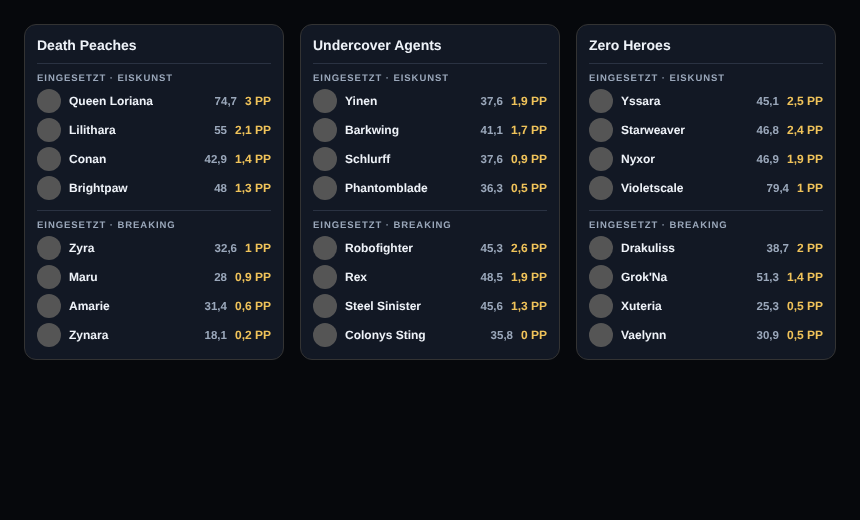 Death Peaches
EINGESETZT · EISKUNST
Queen Loriana 74,7 3 PP
Lilithara 55 2,1 PP
Conan 42,9 1,4 PP
Brightpaw 48 1,3 PP
EINGESETZT · BREAKING
Zyra 32,6 1 PP
Maru 28 0,9 PP
Amarie 31,4 0,6 PP
Zynara 18,1 0,2 PP
Undercover Agents
EINGESETZT · EISKUNST
Yinen 37,6 1,9 PP
Barkwing 41,1 1,7 PP
Schlurff 37,6 0,9 PP
Phantomblade 36,3 0,5 PP
EINGESETZT · BREAKING
Robofighter 45,3 2,6 PP
Rex 48,5 1,9 PP
Steel Sinister 45,6 1,3 PP
Colonys Sting 35,8 0 PP
Zero Heroes
EINGESETZT · EISKUNST
Yssara 45,1 2,5 PP
Starweaver 46,8 2,4 PP
Nyxor 46,9 1,9 PP
Violetscale 79,4 1 PP
EINGESETZT · BREAKING
Drakuliss 38,7 2 PP
Grok'Na 51,3 1,4 PP
Xuteria 25,3 0,5 PP
Vaelynn 30,9 0,5 PP